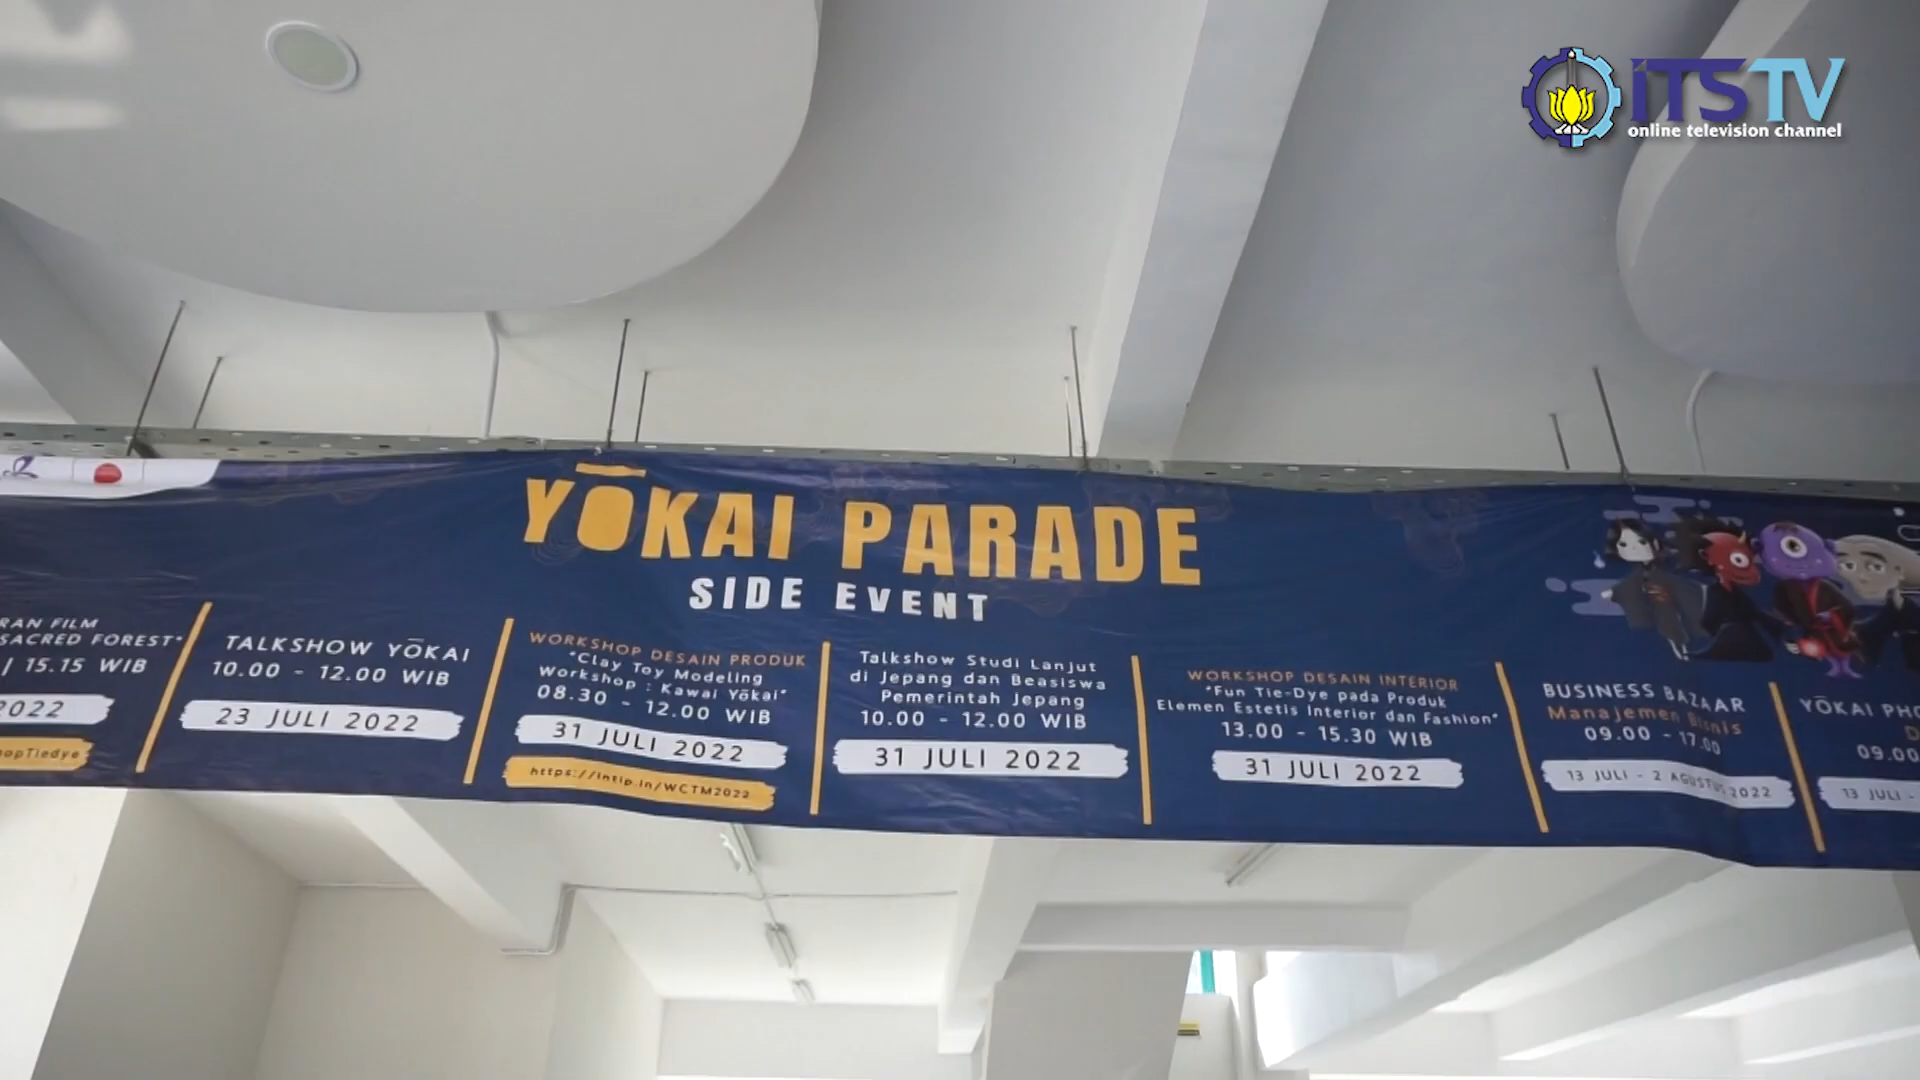 iTSTV
online television channel
YŌKAI PARADE
SIDE EVENT
RAN FILM
SACRED FOREST"
| 15.15 WIB
2022
opTiedye
TALKSHOW YŌKAI
10.00 - 12.00 WIB
23 JULI 2022
WORKSHOP DESAIN PRODUK
"Clay Toy Modeling
Workshop : Kawai Yōkai"
08.30 - 12.00 WIB
31 JULI 2022
https://intip.in/WCTM2022
Talkshow Studi Lanjut
di Jepang dan Beasiswa
Pemerintah Jepang
10.00 - 12.00 WIB
31 JULI 2022
WORKSHOP DESAIN INTERIOR
"Fun Tie-Dye pada Produk
Elemen Estetis Interior dan Fashion"
13.00 - 15.30 WIB
31 JULI 2022
BUSINESS BAZAAR
Manajemen Bisnis
09.00 - 17.00
13 JULI - 2 AGUSTUS 2022
YŌKAI PHO
D
09.00
13 JULI -